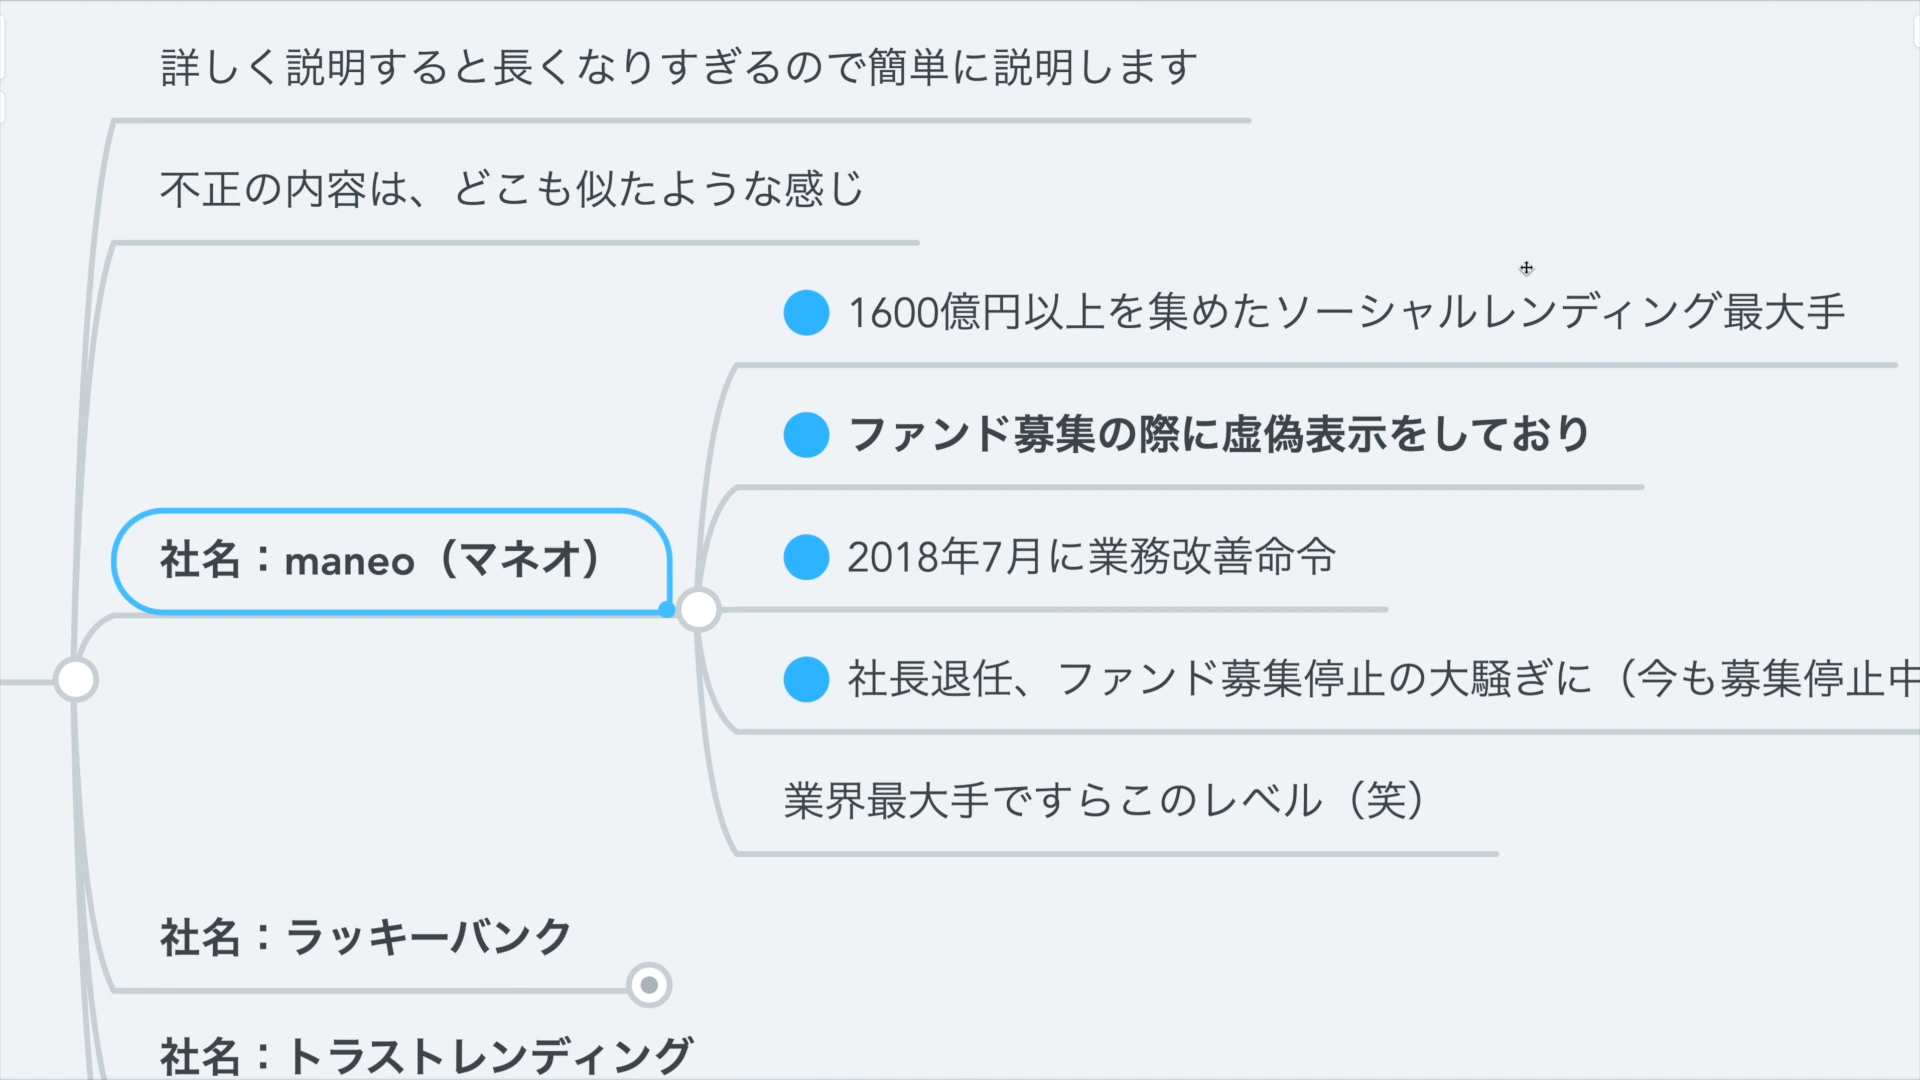 詳しく説明すると長くなりすぎるので簡単に説明します
不正の内容は、どこも似たような感じ
社名：maneo（マネオ）
1600億円以上を集めたソーシャルレンディング最大手
ファンド募集の際に虚偽表示をしており
2018年7月に業務改善命令
社長退任、ファンド募集停止の大騒ぎに（今も募集停止中
業界最大手ですらこのレベル（笑）
社名：ラッキーバンク
社名：トラストレンディング